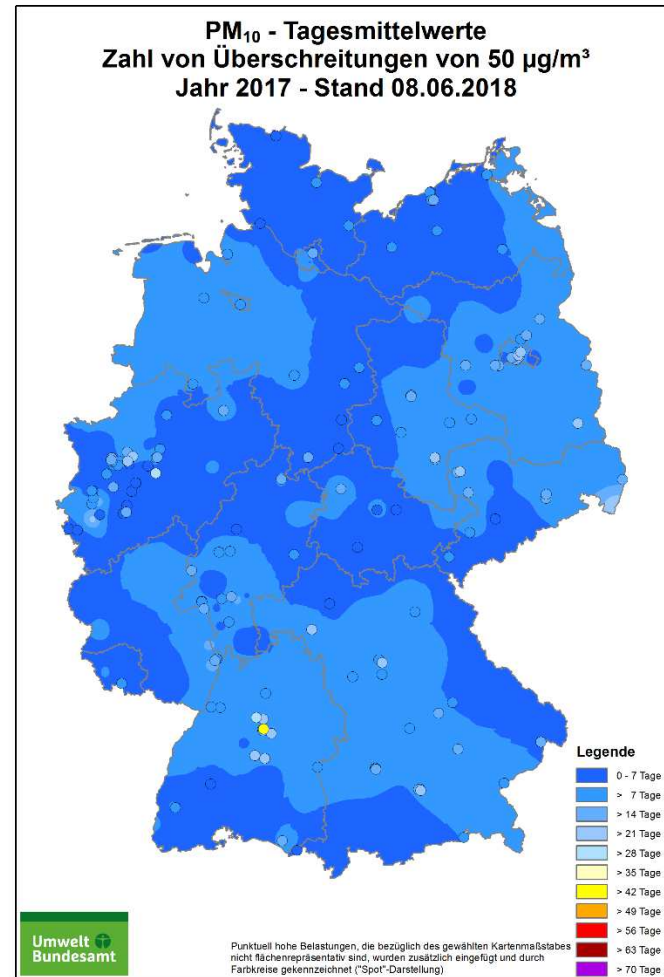 PM₁₀ - Tagesmittelwerte
Zahl von Überschreitungen von 50 µg/m³
Jahr 2017 - Stand 08.06.2018
Legende
0 - 7 Tage
> 7 Tage
> 14 Tage
> 21 Tage
> 28 Tage
> 35 Tage
> 42 Tage
> 49 Tage
> 56 Tage
> 63 Tage
> 70 Tage
Umwelt
Bundesamt
Punktuell hohe Belastungen, die bezüglich des gewählten Kartenmaßstabes
nicht flächenrepräsentativ sind, wurden zusätzlich eingefügt und durch
Farbkreise gekennzeichnet ("Spot"-Darstellung)